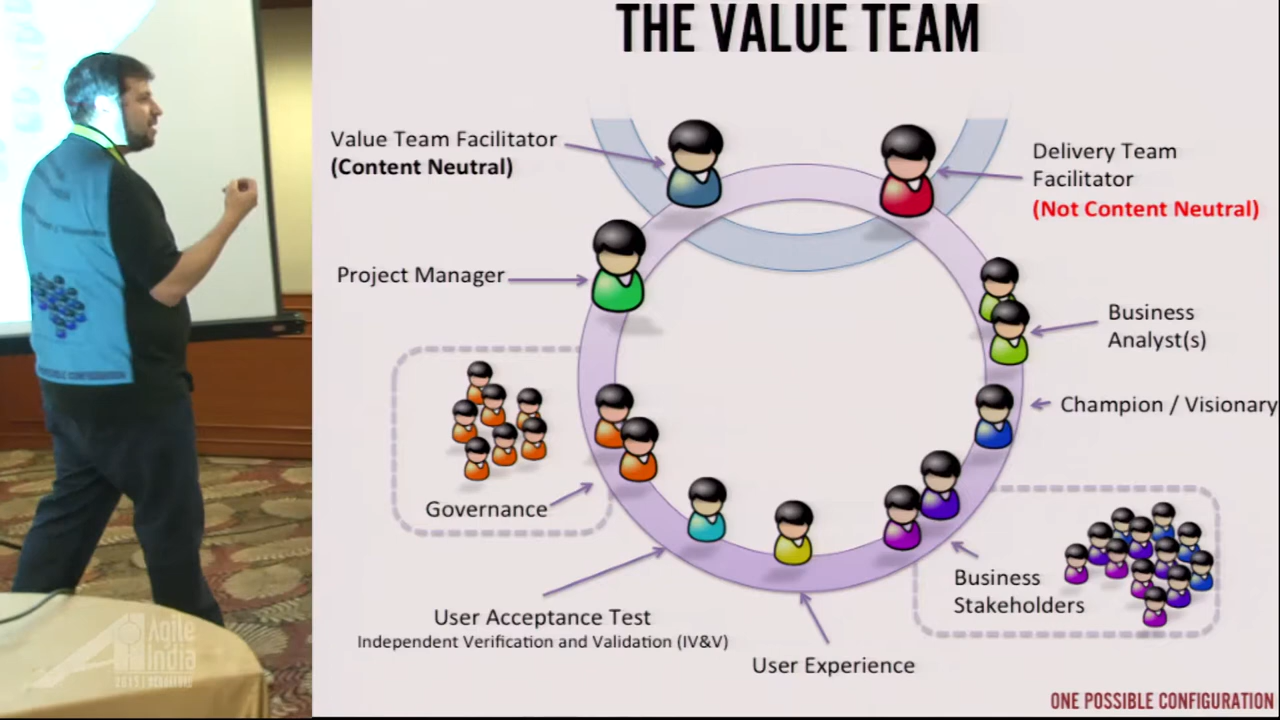 THE VALUE TEAM
Value Team Facilitator
(Content Neutral)
Delivery Team
Facilitator
(Not Content Neutral)
Project Manager
Business
Analyst(s)
Champion / Visionary
Governance
Business
Stakeholders
User Acceptance Test
Independent Verification and Validation (IV&V)
User Experience
ONE POSSIBLE CONFIGURATION
Agile
India